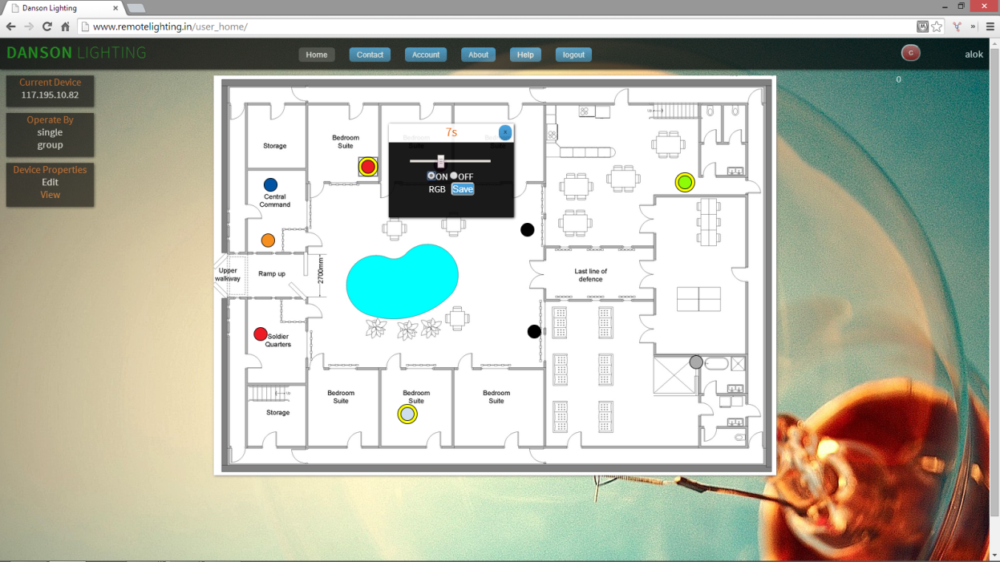 Danson Lighting
www.remotelighting.in/user_home/
DANSON LIGHTING
Home
Contact
Account
About
Help
logout
C
alok
0
Current Device
117.195.10.82
Operate By
single
group
Device Properties
Edit
View
7s
x
ON OFF
RGB Save
Storage
Bedroom
Suite
Central
Command
Upper
walkway
Ramp up
2700mm
Last line of
defence
Soldier
Quarters
Storage
Bedroom
Suite
Bedroom
Suite
Bedroom
Suite